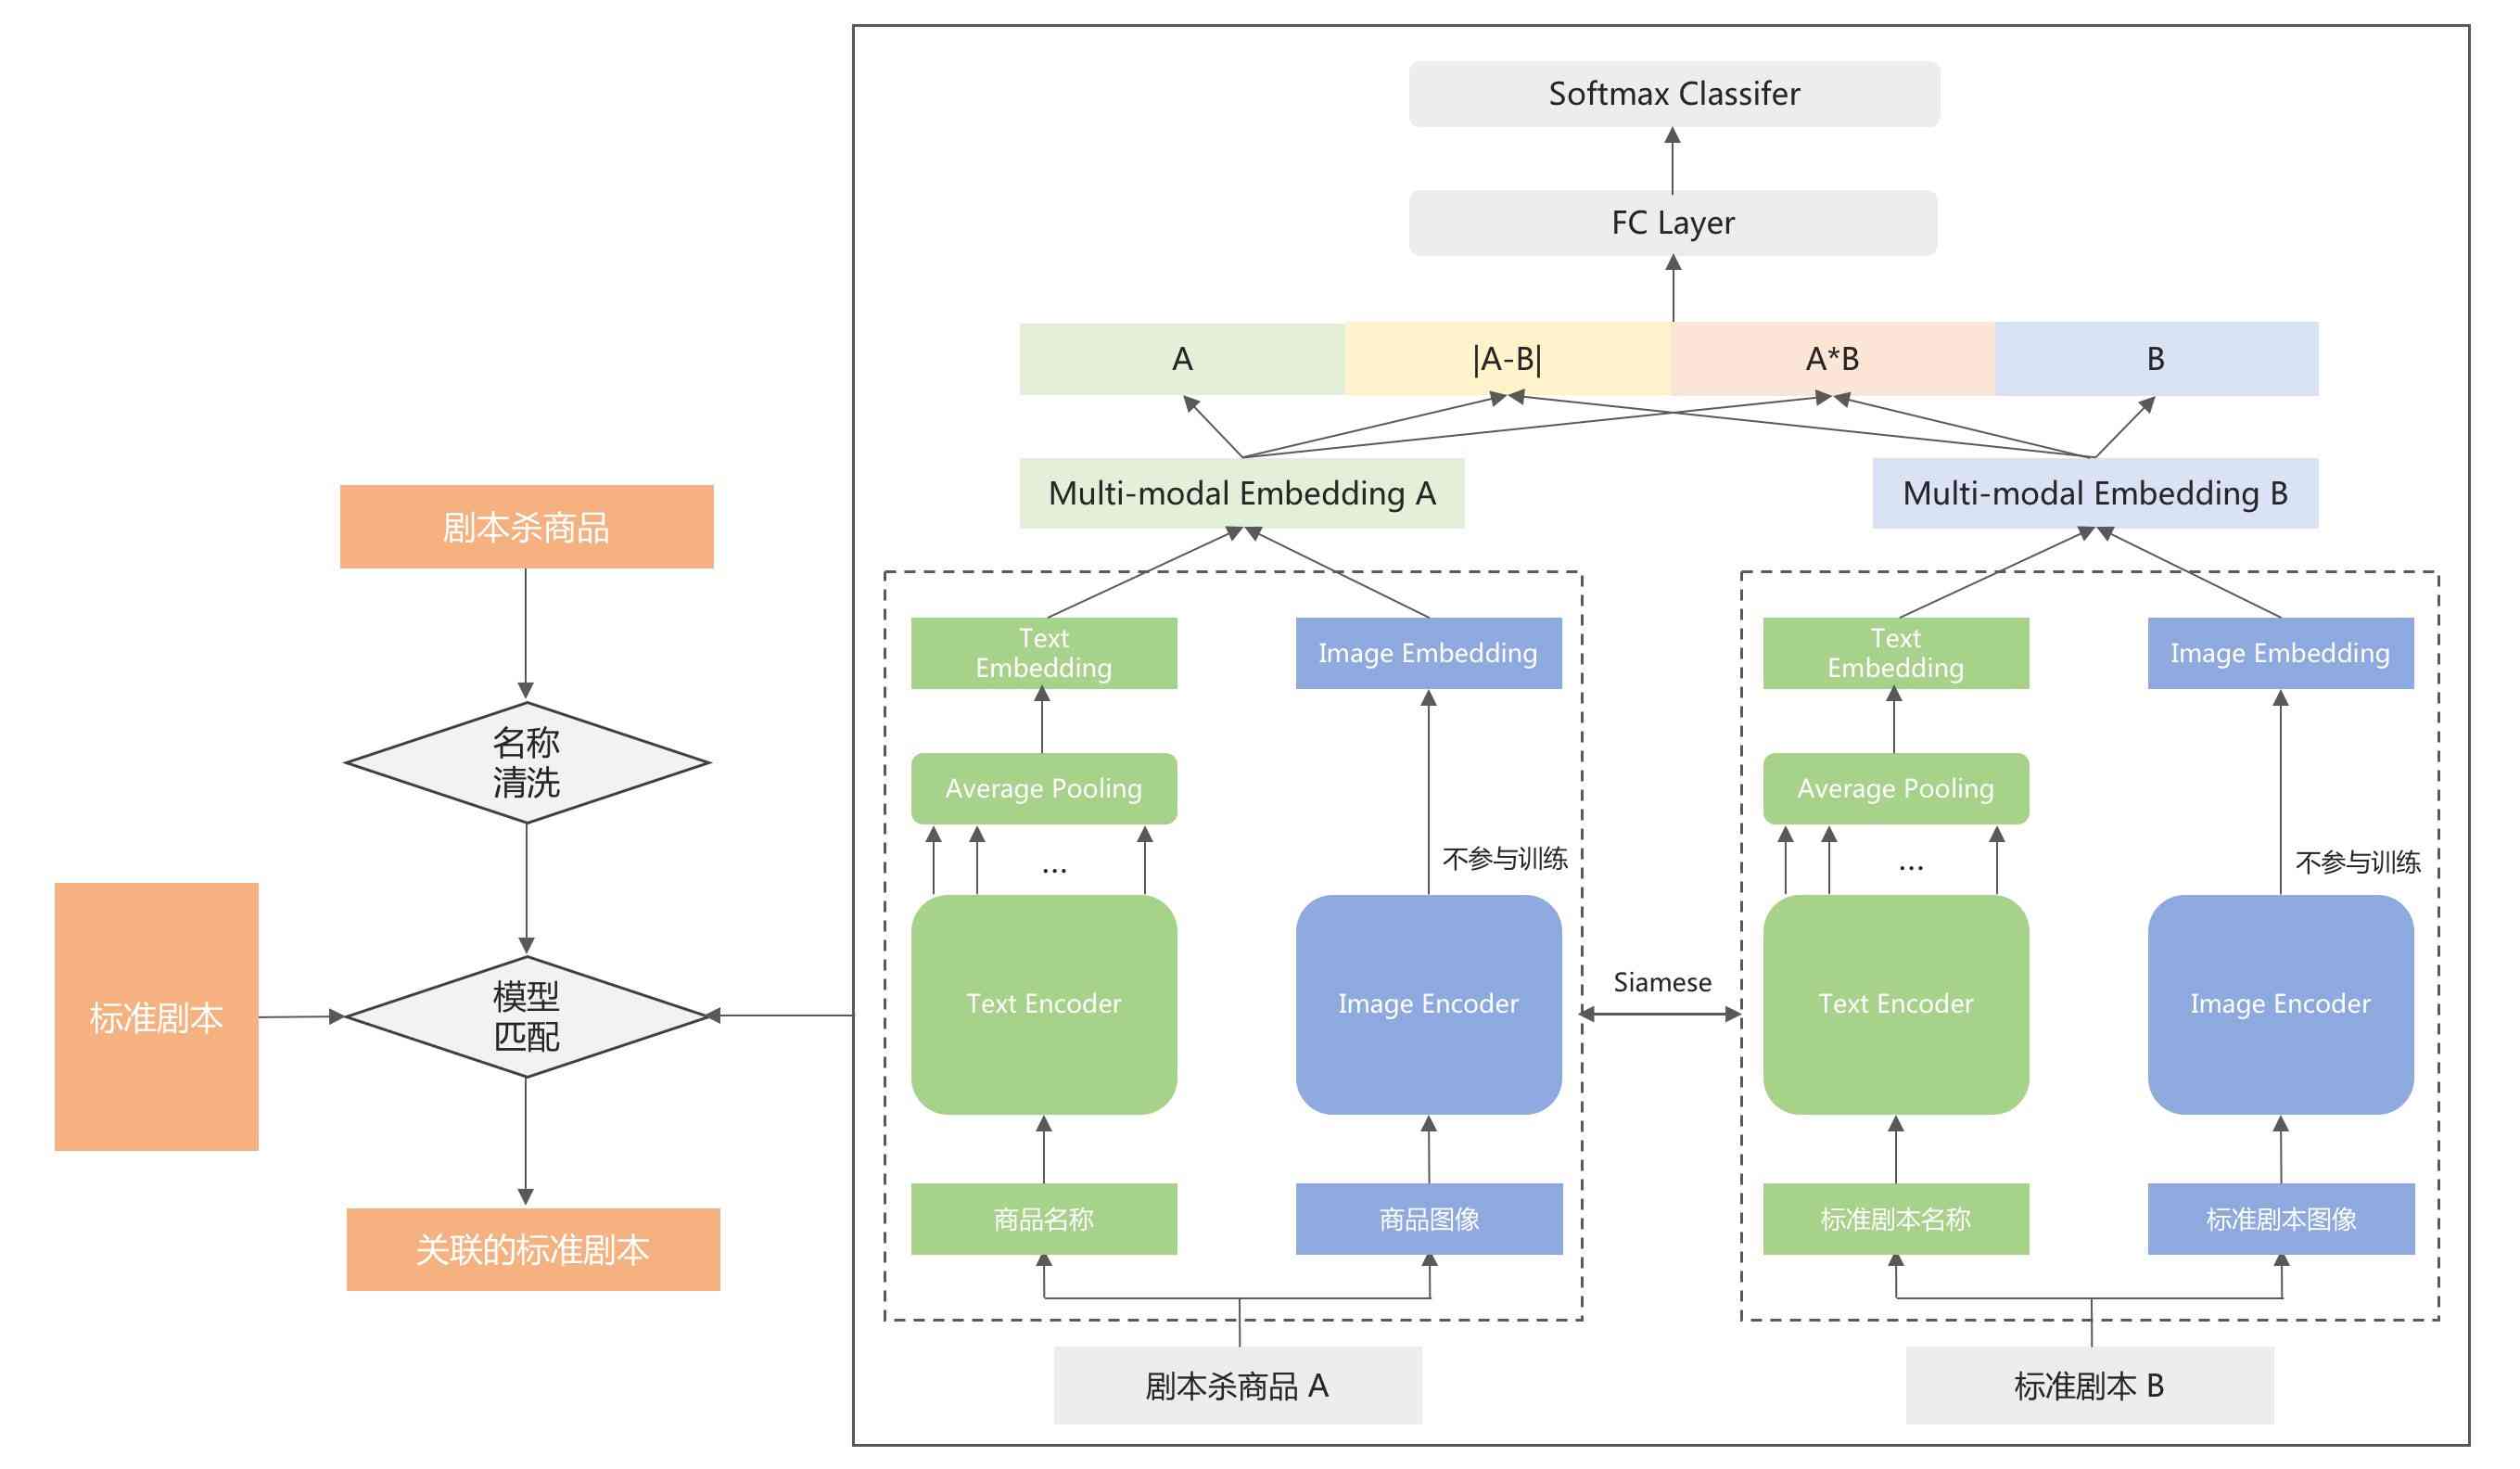 剧本杀商品
名称
清洗
标准剧本
模型
匹配
关联的标准剧本
Softmax Classifer
FC Layer
A
|A-B|
A*B
B
Multi-modal Embedding A
Multi-modal Embedding B
Text
Embedding
Image Embedding
Average Pooling
...
不参与训练
Text Encoder
Image Encoder
商品名称
商品图像
剧本杀商品 A
Siamese
Text
Embedding
Image Embedding
Average Pooling
...
不参与训练
Text Encoder
Image Encoder
标准剧本名称
标准剧本图像
标准剧本 B